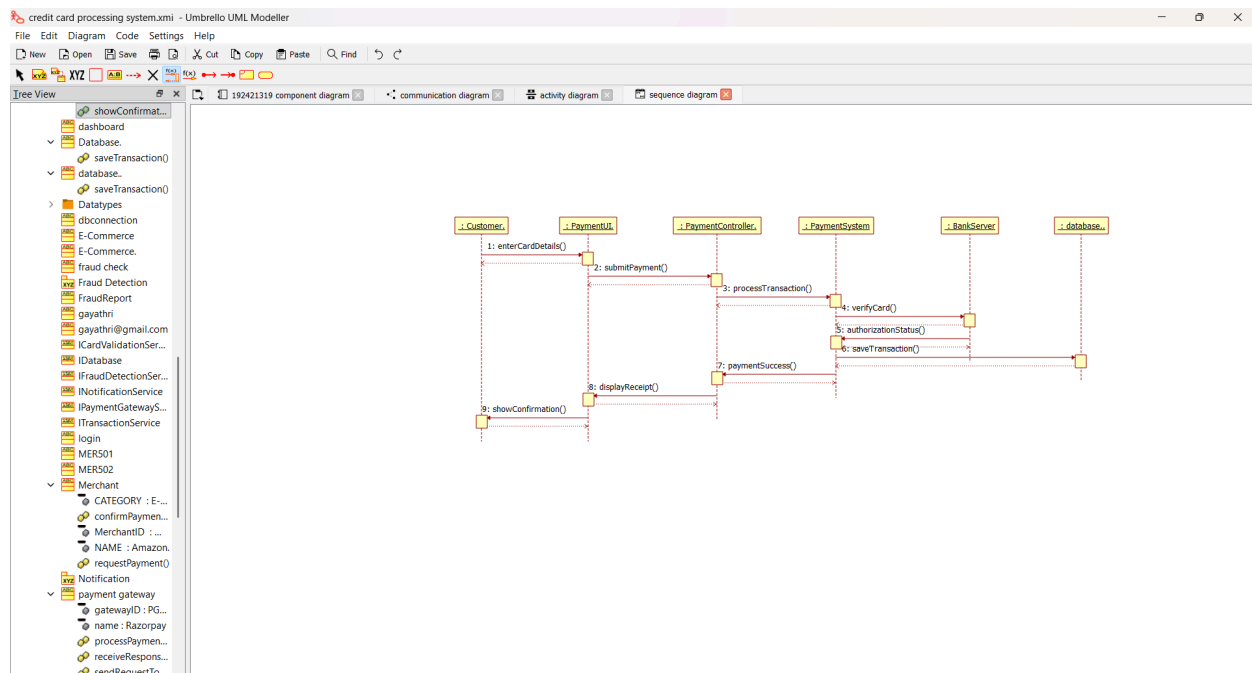 credit card processing system.xmi - Umbrello UML Modeller
File Edit Diagram Code Settings Help
New Open Save Cut Copy Paste Find
XYZ XYZ A:B f(x) f(x)
Tree View
192421319 component diagram communication diagram activity diagram sequence diagram
showConfirmat...
dashboard
Database.
saveTransaction()
database..
saveTransaction()
Datatypes
dbconnection
E-Commerce
E-Commerce.
fraud check
Fraud Detection
FraudReport
gayathri
gayathri@gmail.com
ICardValidationSer...
IDatabase
IFraudDetectionSer...
INotificationService
IPaymentGatewayS...
ITransactionService
login
MER501
MER502
Merchant
CATEGORY : E-...
confirmPaymen...
MerchantID : ...
NAME : Amazon.
requestPayment()
Notification
payment gateway
gatewayID : PG...
name : Razorpay
processPaymen...
receiveRespons...
sendRequestTo...
: Customer. : PaymentUI. : PaymentController. : PaymentSystem : BankServer : database..
1: enterCardDetails()
2: submitPayment()
3: processTransaction()
4: verifyCard()
5: authorizationStatus()
6: saveTransaction()
7: paymentSuccess()
8: displayReceipt()
9: showConfirmation()